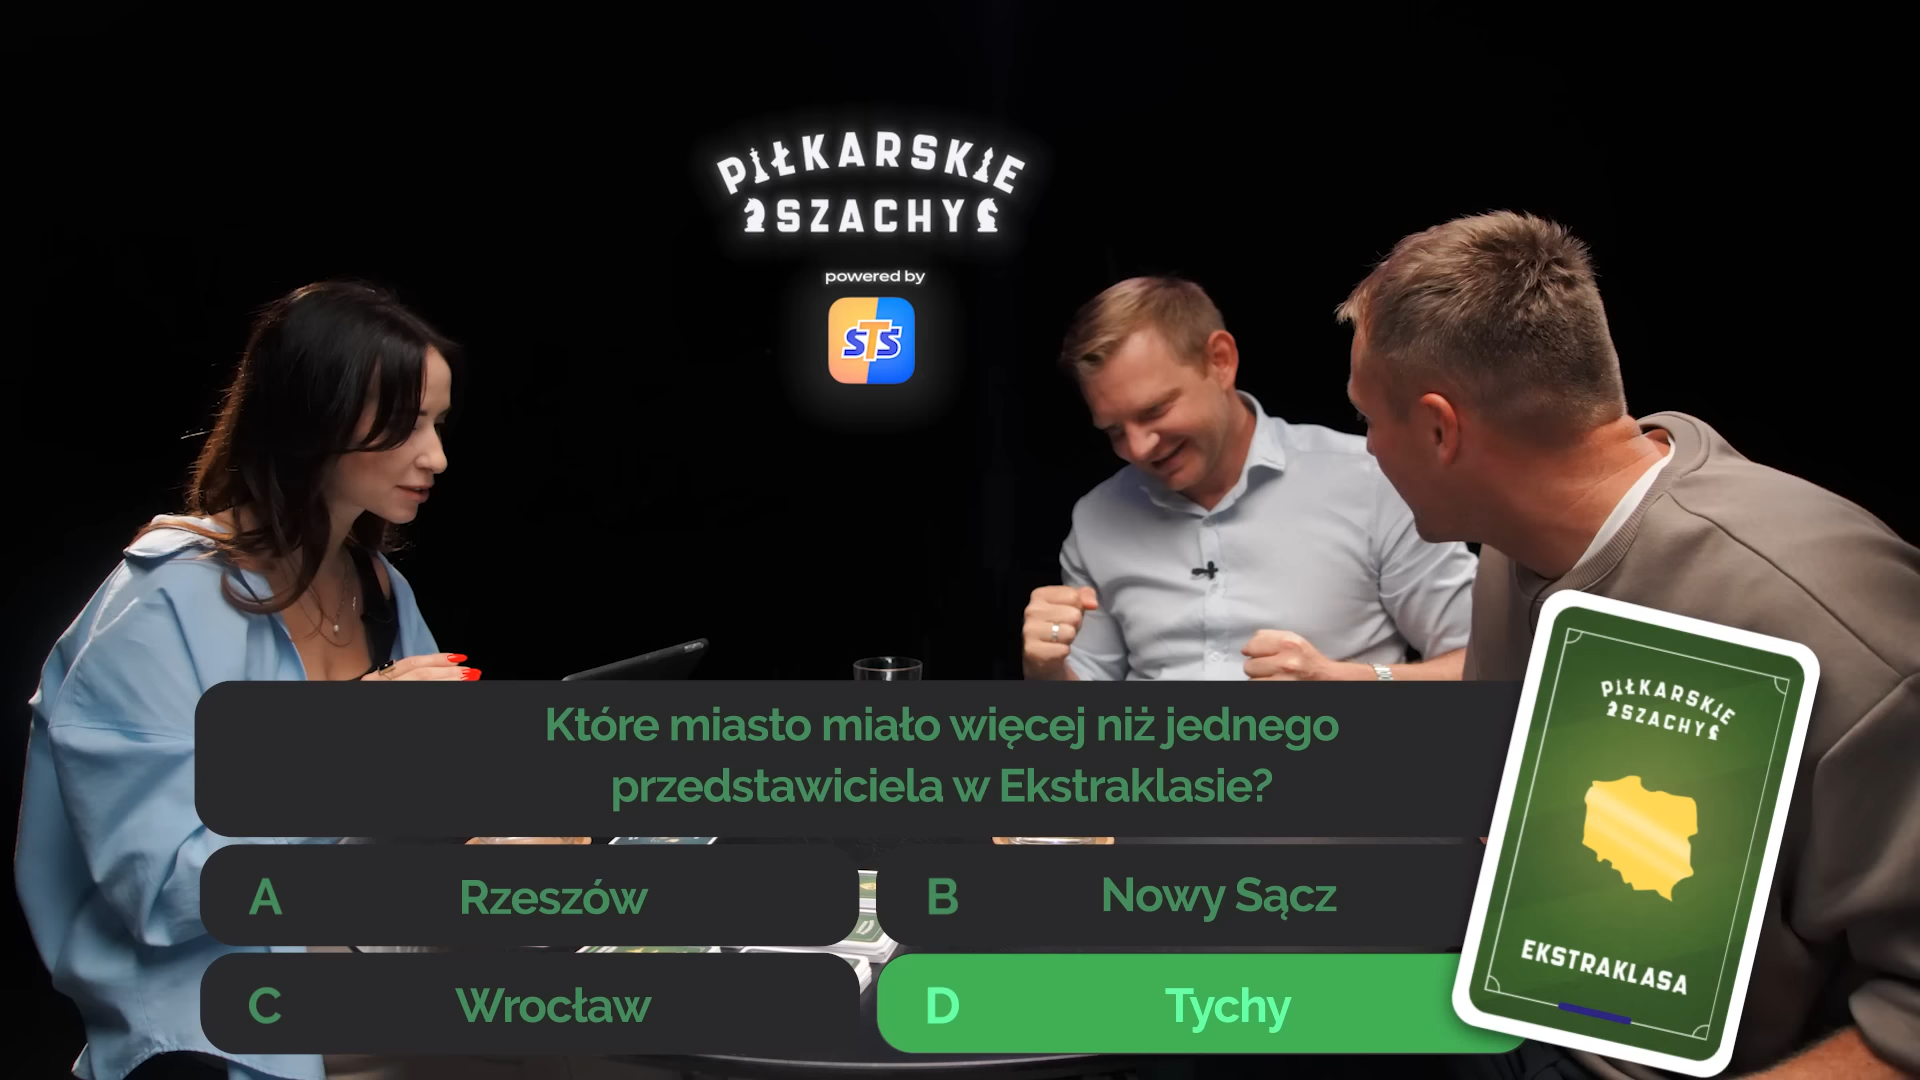 PIŁKARSKIE
SZACHY
powered by
STS
Które miasto miało więcej niż jednego
przedstawiciela w Ekstraklasie?
A Rzeszów
B Nowy Sącz
C Wrocław
D Tychy
PIŁKARSKIE
SZACHY
EKSTRAKLASA